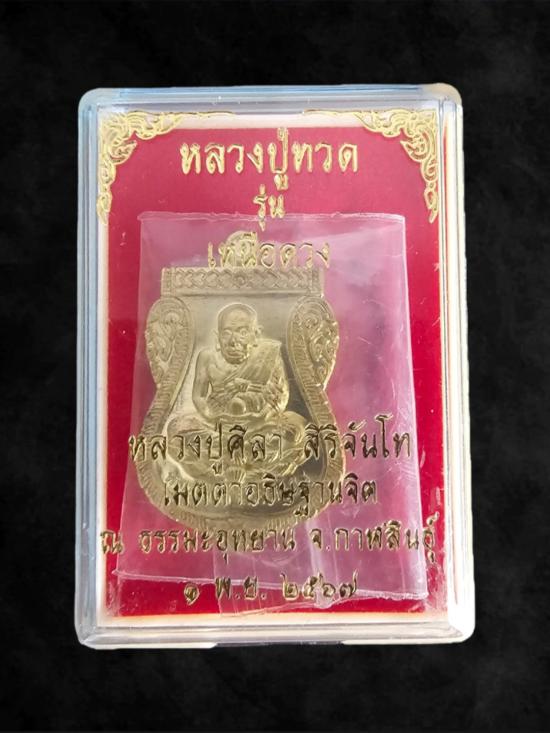 หลวงปู่ทวด
รุ่น
เหนือดวง
หลวงปู่ศิลา สิริจันโท
เมตตาอธิษฐานจิต
ณ ธรรมะอุทยาน จ.กาฬสินธุ์
๑ พ.ย. ๒๕๖๗